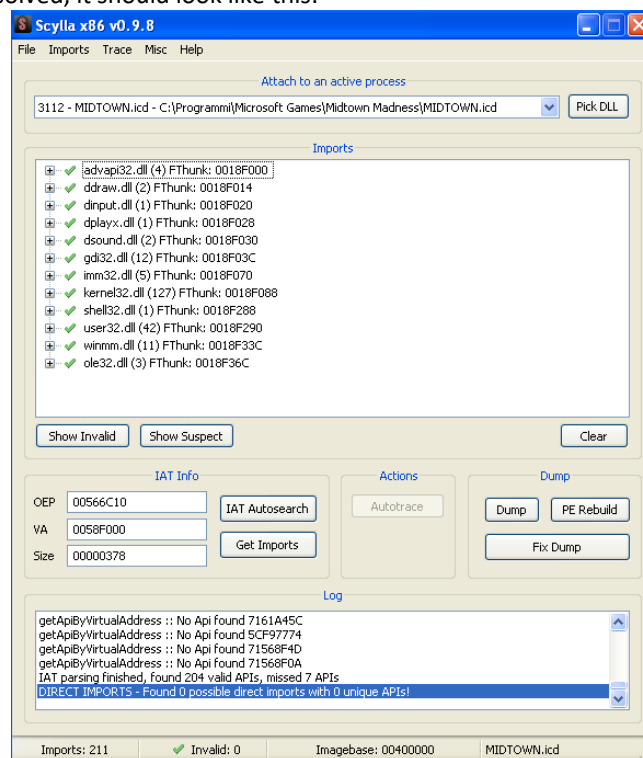 solved, it should look like this:
Scylla x86 v0.9.8
File Imports Trace Misc Help
Attach to an active process
3112 - MIDTOWN.icd - C:\Programmi\Microsoft Games\Midtown Madness\MIDTOWN.icd
Pick DLL
Imports
advapi32.dll (4) FThunk: 0018F000
ddraw.dll (2) FThunk: 0018F014
dinput.dll (1) FThunk: 0018F020
dplayx.dll (1) FThunk: 0018F028
dsound.dll (2) FThunk: 0018F030
gdi32.dll (12) FThunk: 0018F03C
imm32.dll (5) FThunk: 0018F070
kernel32.dll (127) FThunk: 0018F088
shell32.dll (1) FThunk: 0018F288
user32.dll (42) FThunk: 0018F290
winmm.dll (11) FThunk: 0018F33C
ole32.dll (3) FThunk: 0018F36C
Show Invalid Show Suspect Clear
IAT Info
OEP 00566C10
VA 0058F000
Size 00000378
IAT Autosearch
Get Imports
Actions
Autotrace
Dump
Dump PE Rebuild
Fix Dump
Log
getApiByVirtualAddress :: No Api found 7161A45C
getApiByVirtualAddress :: No Api found 5CF97774
getApiByVirtualAddress :: No Api found 71568F4D
getApiByVirtualAddress :: No Api found 71568F0A
IAT parsing finished, found 204 valid APIs, missed 7 APIs
DIRECT IMPORTS - Found 0 possible direct imports with 0 unique APIs!
Imports: 211 Invalid: 0 Imagebase: 00400000 MIDTOWN.icd